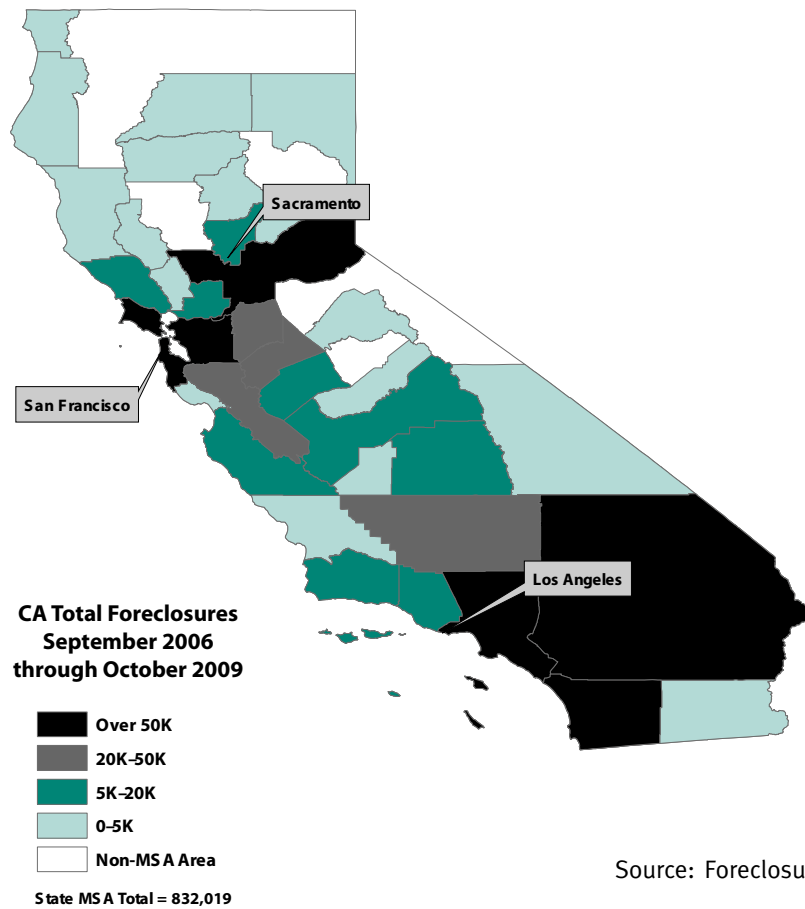 Sacramento
San Francisco
Los Angeles
CA Total Foreclosures
September 2006
through October 2009
Over 50K
20K–50K
5K–20K
0–5K
Non-MSA Area
State MSA Total = 832,019
Source: Foreclosu